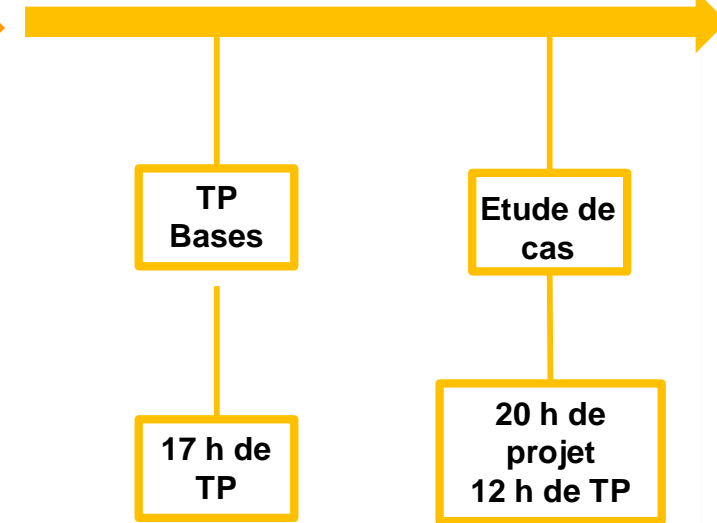 TP
Bases
Etude de
cas
17 h de
TP
20 h de
projet
12 h de TP